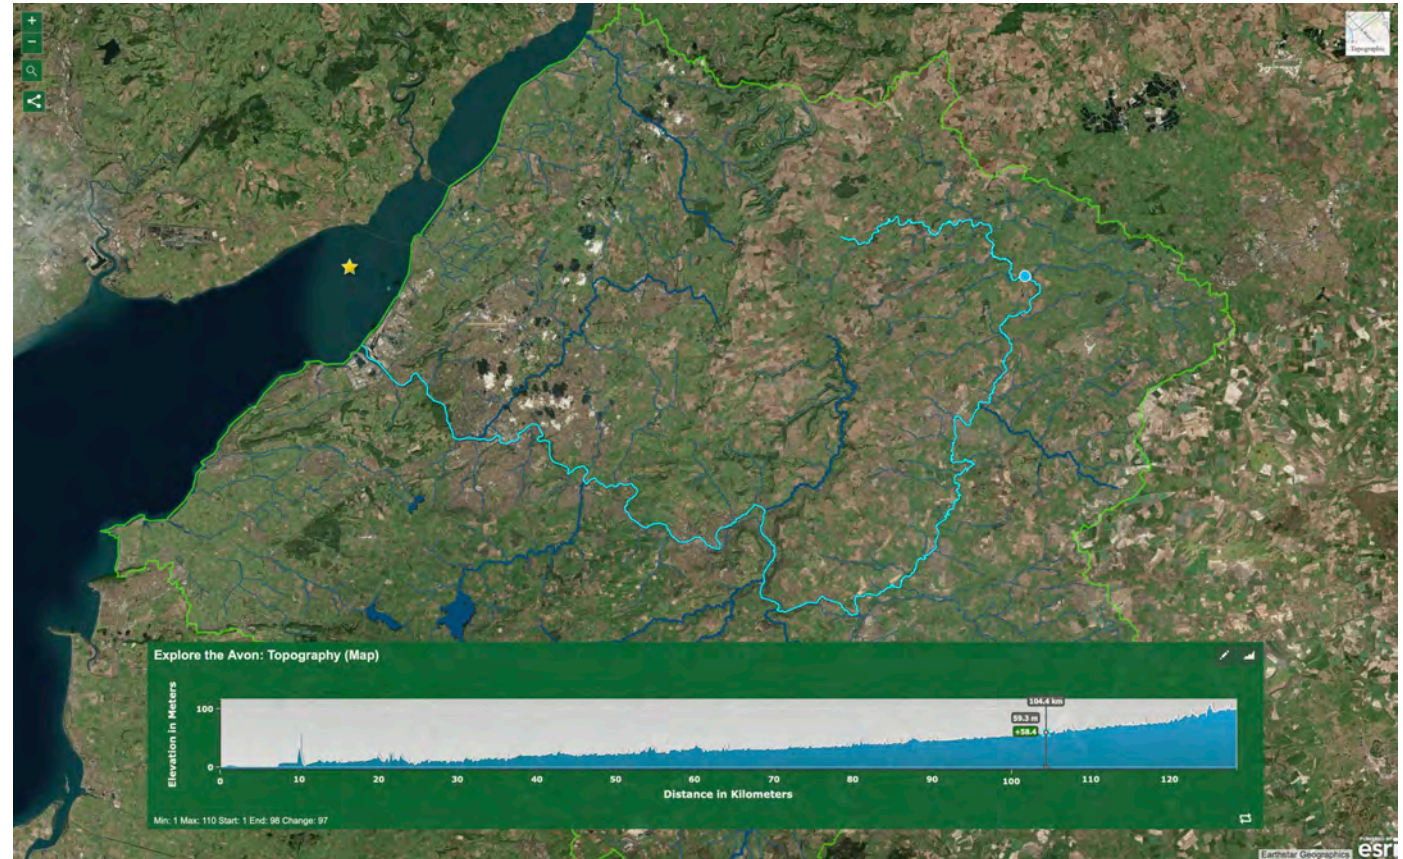 +
−
Topographic
Explore the Avon: Topography (Map)
Elevation in Meters
100
0
104.4 km
59.3 m
+58.4
0 10 20 30 40 50 60 70 80 90 100 110 120
Distance in Kilometers
Min: 1 Max: 110 Start: 1 End: 98 Change: 97
Earthstar Geographics
POWERED BY
esri